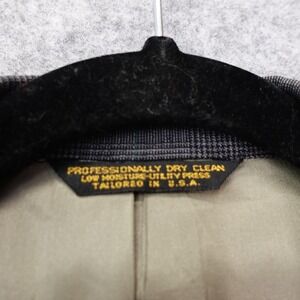 PROFESSIONALLY DRY CLEAN
LOW MOISTURE-UTILITY PRESS
TAILORED IN U.S.A.